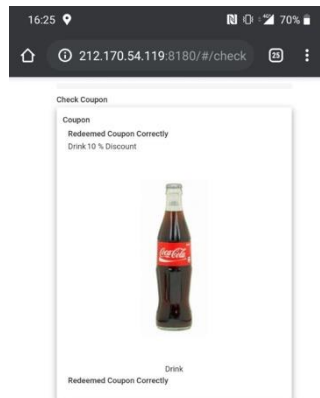 16:25 70%
212.170.54.119:8180/#/check 25
Check Coupon
Coupon
Redeemed Coupon Correctly
Drink 10 % Discount
Coca-Cola
Drink
Redeemed Coupon Correctly